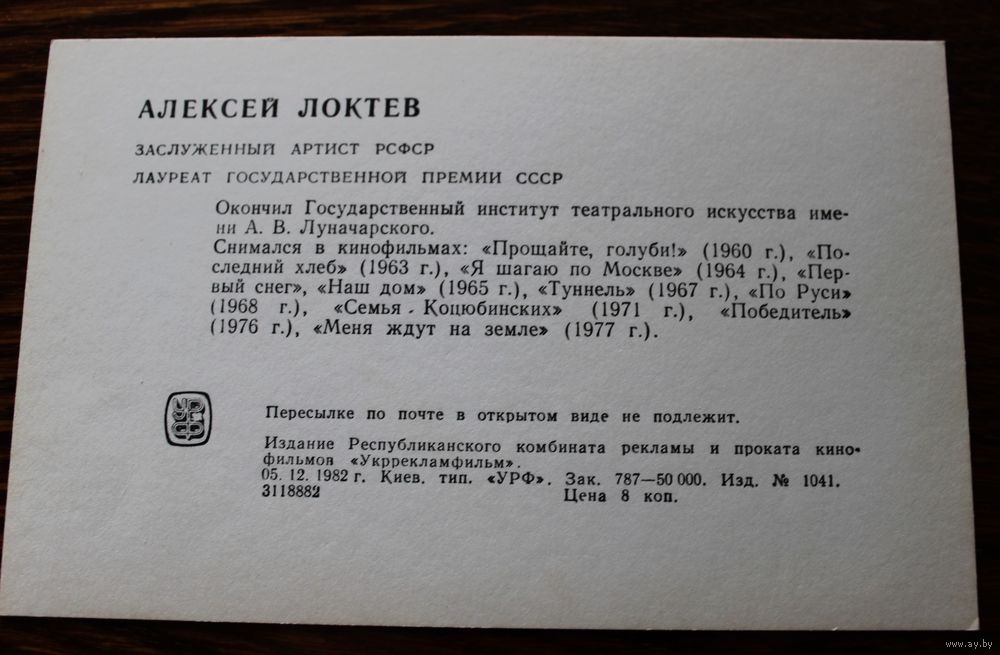 АЛЕКСЕЙ ЛОКТЕВ
ЗАСЛУЖЕННЫЙ АРТИСТ РСФСР
ЛАУРЕАТ ГОСУДАРСТВЕННОЙ ПРЕМИИ СССР
Окончил Государственный институт театрального искусства име-
ни А. В. Луначарского.
Снимался в кинофильмах: «Прощайте, голуби!» (1960 г.), «По-
следний хлеб» (1963 г.), «Я шагаю по Москве» (1964 г.), «Пер-
вый снег», «Наш дом» (1965 г.), «Туннель» (1967 г.), «По Руси»
(1968 г.), «Семья - Коцюбинских» (1971 г.), «Победитель»
(1976 г.), «Меня ждут на земле» (1977 г.).
УРФ
Пересылке по почте в открытом виде не подлежит.
Издание Республиканского комбината рекламы и проката кино-
фильмов «Укррекламфильм».
05. 12. 1982 г. Киев. тип. «УРФ». Зак. 787—50 000. Изд. № 1041.
3118882 Цена 8 коп.
www.ay.by